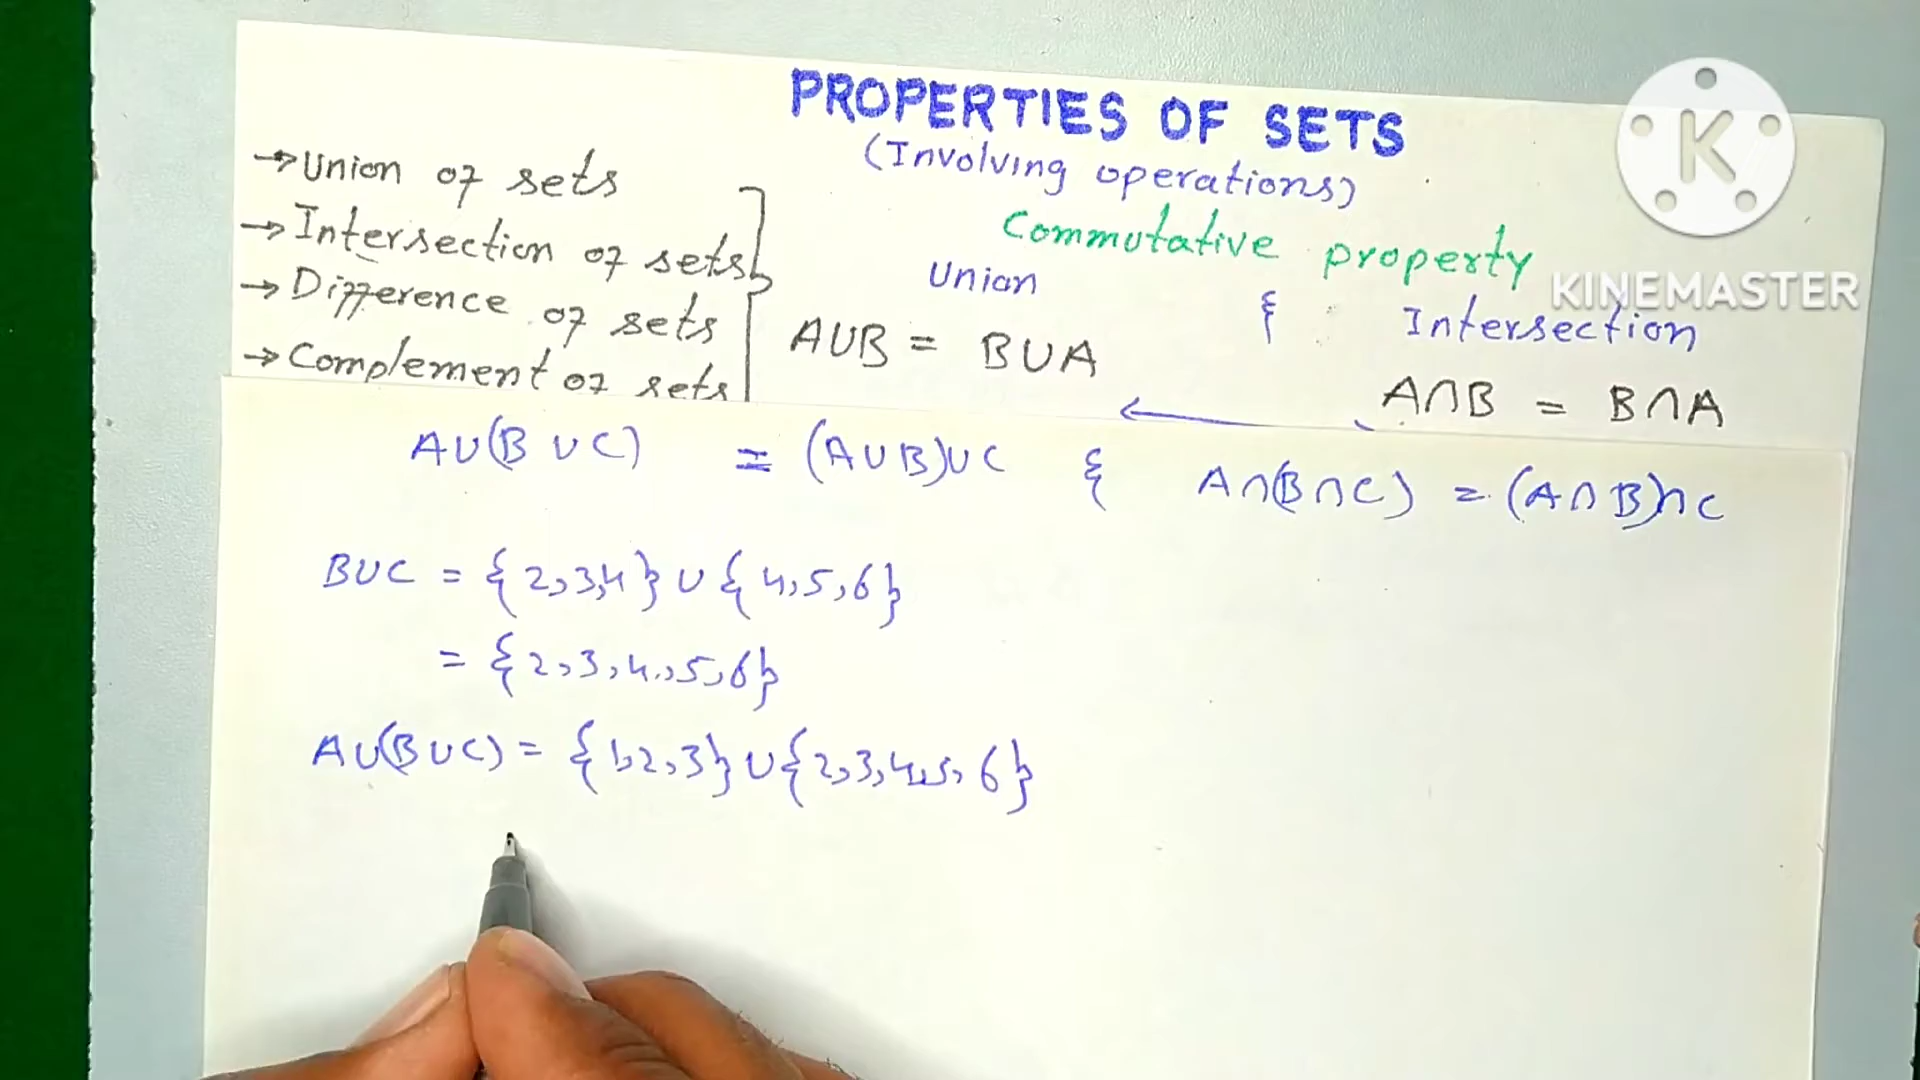 PROPERTIES OF SETS
(Involving operations)
→ Union of sets
→ Intersection of sets
→ Difference of sets
→ Complement of sets
Commutative property
Union & Intersection
A∪B = B∪A
A∩B = B∩A
K
KINEMASTER
A∪(B∪C) = (A∪B)∪C & A∩(B∩C) = (A∩B)∩C
B∪C = {2,3,4} ∪ {4,5,6}
= {2,3,4,5,6}
A∪(B∪C) = {1,2,3} ∪ {2,3,4,5,6}